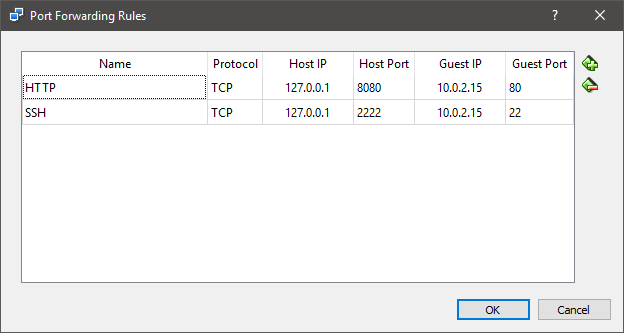 Port Forwarding Rules ?
Name Protocol Host IP Host Port Guest IP Guest Port
HTTP TCP 127.0.0.1 8080 10.0.2.15 80
SSH TCP 127.0.0.1 2222 10.0.2.15 22
OK Cancel